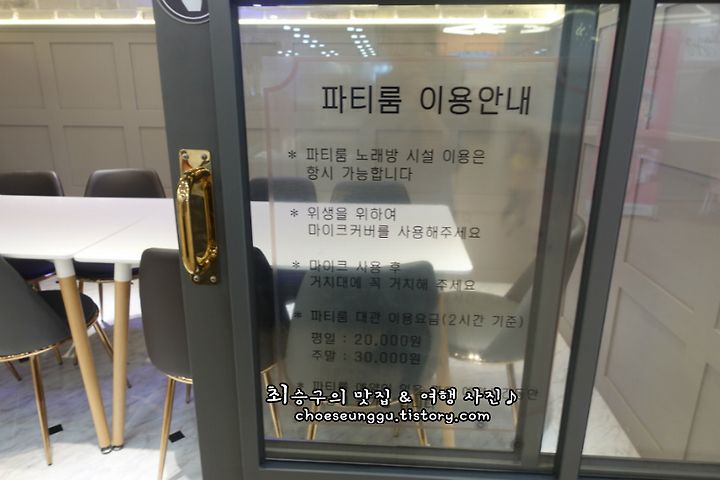 파티룸 이용안내
* 파티룸 노래방 시설 이용은
항시 가능합니다
* 위생을 위하여
마이크커버를 사용해주세요
* 마이크 사용 후
거치대에 꼭 거치해 주세요
* 파티룸 대관 이용요금(2시간 기준)
평일 : 20,000원
주말 : 30,000원
* 파티룸
최승구의 맛집 & 여행 사진♪
choeseunggu.tistory.com